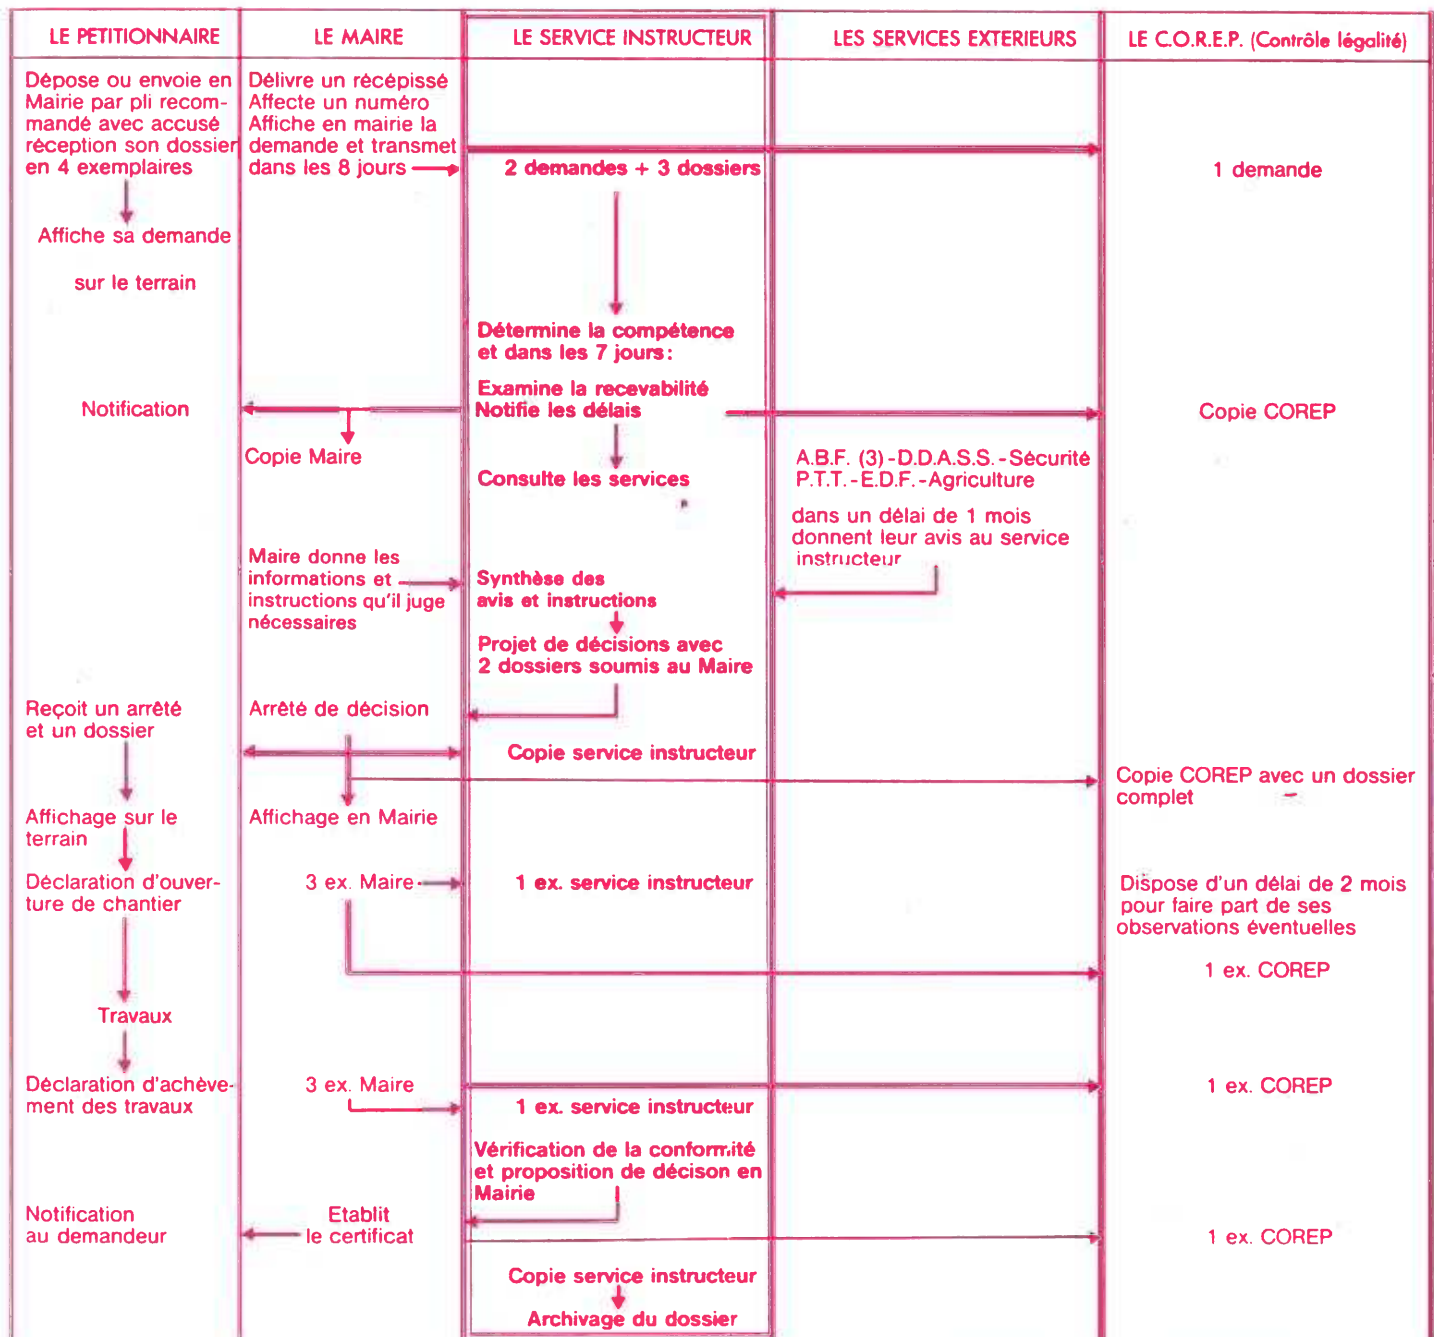 LE PETITIONNAIRE
LE MAIRE
LE SERVICE INSTRUCTEUR
LES SERVICES EXTERIEURS
LE C.O.R.E.P. (Contrôle légalité)
Dépose ou envoie en
Mairie par pli recom-
mandé avec accusé
réception son dossier
en 4 exemplaires
Délivre un récépissé
Affecte un numéro
Affiche en mairie la
demande et transmet
dans les 8 jours
2 demandes + 3 dossiers
1 demande
Affiche sa demande
sur le terrain
Détermine la compétence
et dans les 7 jours:
Examine la recevabilité
Notifie les délais
Notification
Copie COREP
Copie Maire
Consulte les services
A.B.F. (3)-D.D.A.S.S.-Sécurité
P.T.T.-E.D.F.-Agriculture
dans un délai de 1 mois
donnent leur avis au service
instructeur
Maire donne les
informations et
instructions qu'il juge
nécessaires
Synthèse des
avis et instructions
Projet de décisions avec
2 dossiers soumis au Maire
Reçoit un arrêté
et un dossier
Arrêté de décision
Copie service instructeur
Copie COREP avec un dossier
complet
Affichage sur le
terrain
Affichage en Mairie
Déclaration d'ouver-
ture de chantier
3 ex. Maire
1 ex. service instructeur
Dispose d'un délai de 2 mois
pour faire part de ses
observations éventuelles
1 ex. COREP
Travaux
Déclaration d'achève-
ment des travaux
3 ex. Maire
1 ex. service instructeur
1 ex. COREP
Vérification de la conformité
et proposition de décison en
Mairie
Notification
au demandeur
Etablit
le certificat
1 ex. COREP
Copie service instructeur
Archivage du dossier